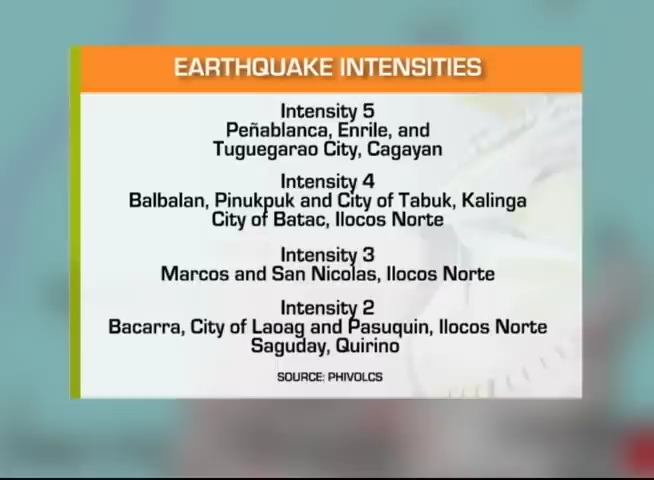 EARTHQUAKE INTENSITIES
Intensity 5
Peñablanca, Enrile, and
Tuguegarao City, Cagayan
Intensity 4
Balbalan, Pinukpuk and City of Tabuk, Kalinga
City of Batac, Ilocos Norte
Intensity 3
Marcos and San Nicolas, Ilocos Norte
Intensity 2
Bacarra, City of Laoag and Pasuquin, Ilocos Norte
Saguday, Quirino
SOURCE: PHIVOLCS